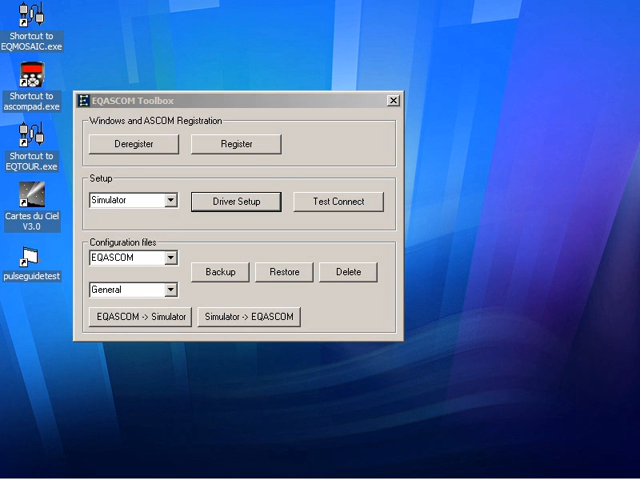 Shortcut to
EQMOSAIC.exe
Shortcut to
ascompad.exe
Shortcut to
EQTOUR.exe
Cartes du Ciel
V3.0
pulseguidetest
EQASCOM Toolbox
Windows and ASCOM Registration
Deregister
Register
Setup
Simulator
Driver Setup
Test Connect
Configuration files
EQASCOM
Backup
Restore
Delete
General
EQASCOM -> Simulator
Simulator -> EQASCOM